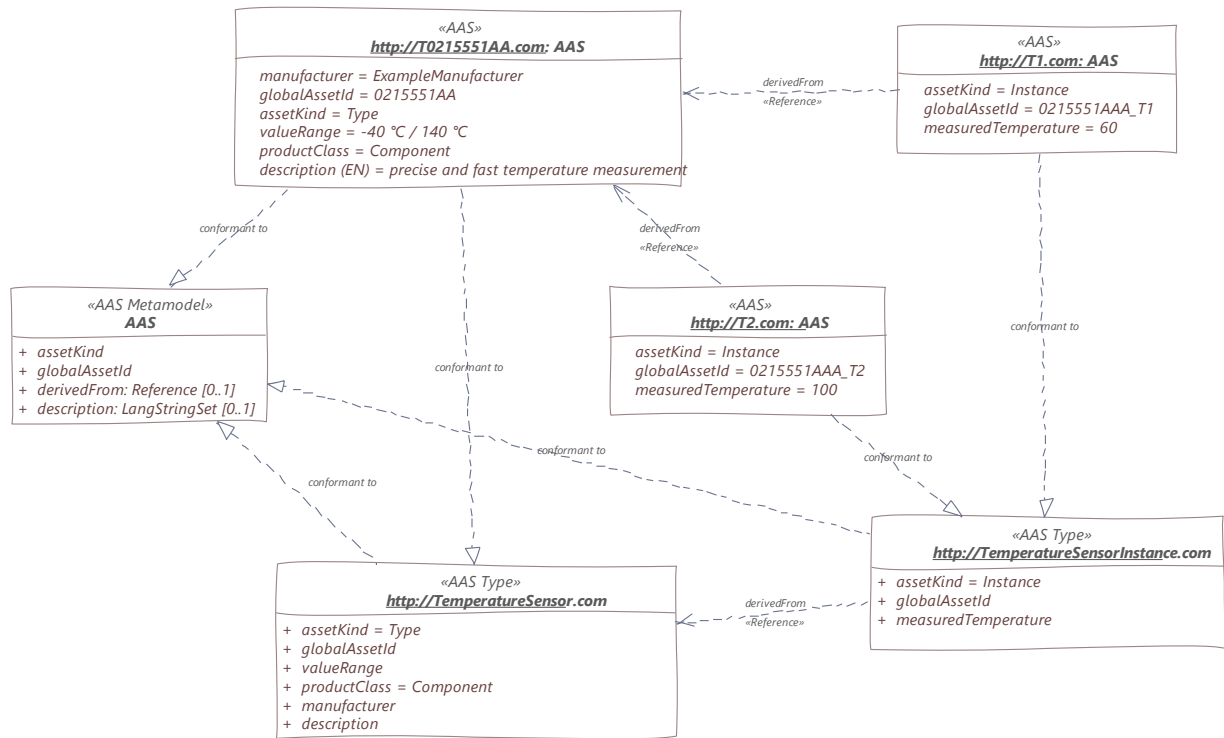 «AAS»
http://T0215551AA.com: AAS
manufacturer = ExampleManufacturer
globalAssetId = 0215551AA
assetKind = Type
valueRange = -40 °C / 140 °C
productClass = Component
description (EN) = precise and fast temperature measurement
«AAS»
http://T1.com: AAS
assetKind = Instance
globalAssetId = 0215551AAA_T1
measuredTemperature = 60
derivedFrom
«Reference»
conformant to
derivedFrom
«Reference»
«AAS Metamodel»
AAS
+ assetKind
+ globalAssetId
+ derivedFrom: Reference [0..1]
+ description: LangStringSet [0..1]
«AAS»
http://T2.com: AAS
assetKind = Instance
globalAssetId = 0215551AAA_T2
measuredTemperature = 100
conformant to
conformant to
conformant to
conformant to
conformant to
«AAS Type»
http://TemperatureSensor.com
+ assetKind = Type
+ globalAssetId
+ valueRange
+ productClass = Component
+ manufacturer
+ description
derivedFrom
«Reference»
«AAS Type»
http://TemperatureSensorInstance.com
+ assetKind = Instance
+ globalAssetId
+ measuredTemperature